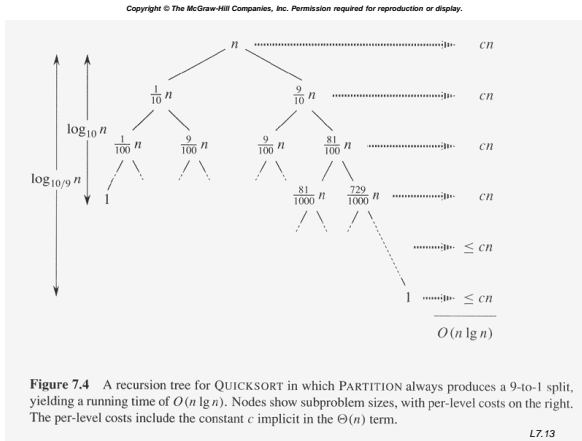 Copyright © The McGraw-Hill Companies, Inc. Permission required for reproduction or display.
n cn
1/10 n 9/10 n cn
log10 n
1/100 n 9/100 n 9/100 n 81/100 n cn
log10/9 n
1 81/1000 n 729/1000 n cn
≤ cn
1 ≤ cn
O(n lg n)
Figure 7.4 A recursion tree for QUICKSORT in which PARTITION always produces a 9-to-1 split,
yielding a running time of O(n lg n). Nodes show subproblem sizes, with per-level costs on the right.
The per-level costs include the constant c implicit in the Θ(n) term.
L7.13